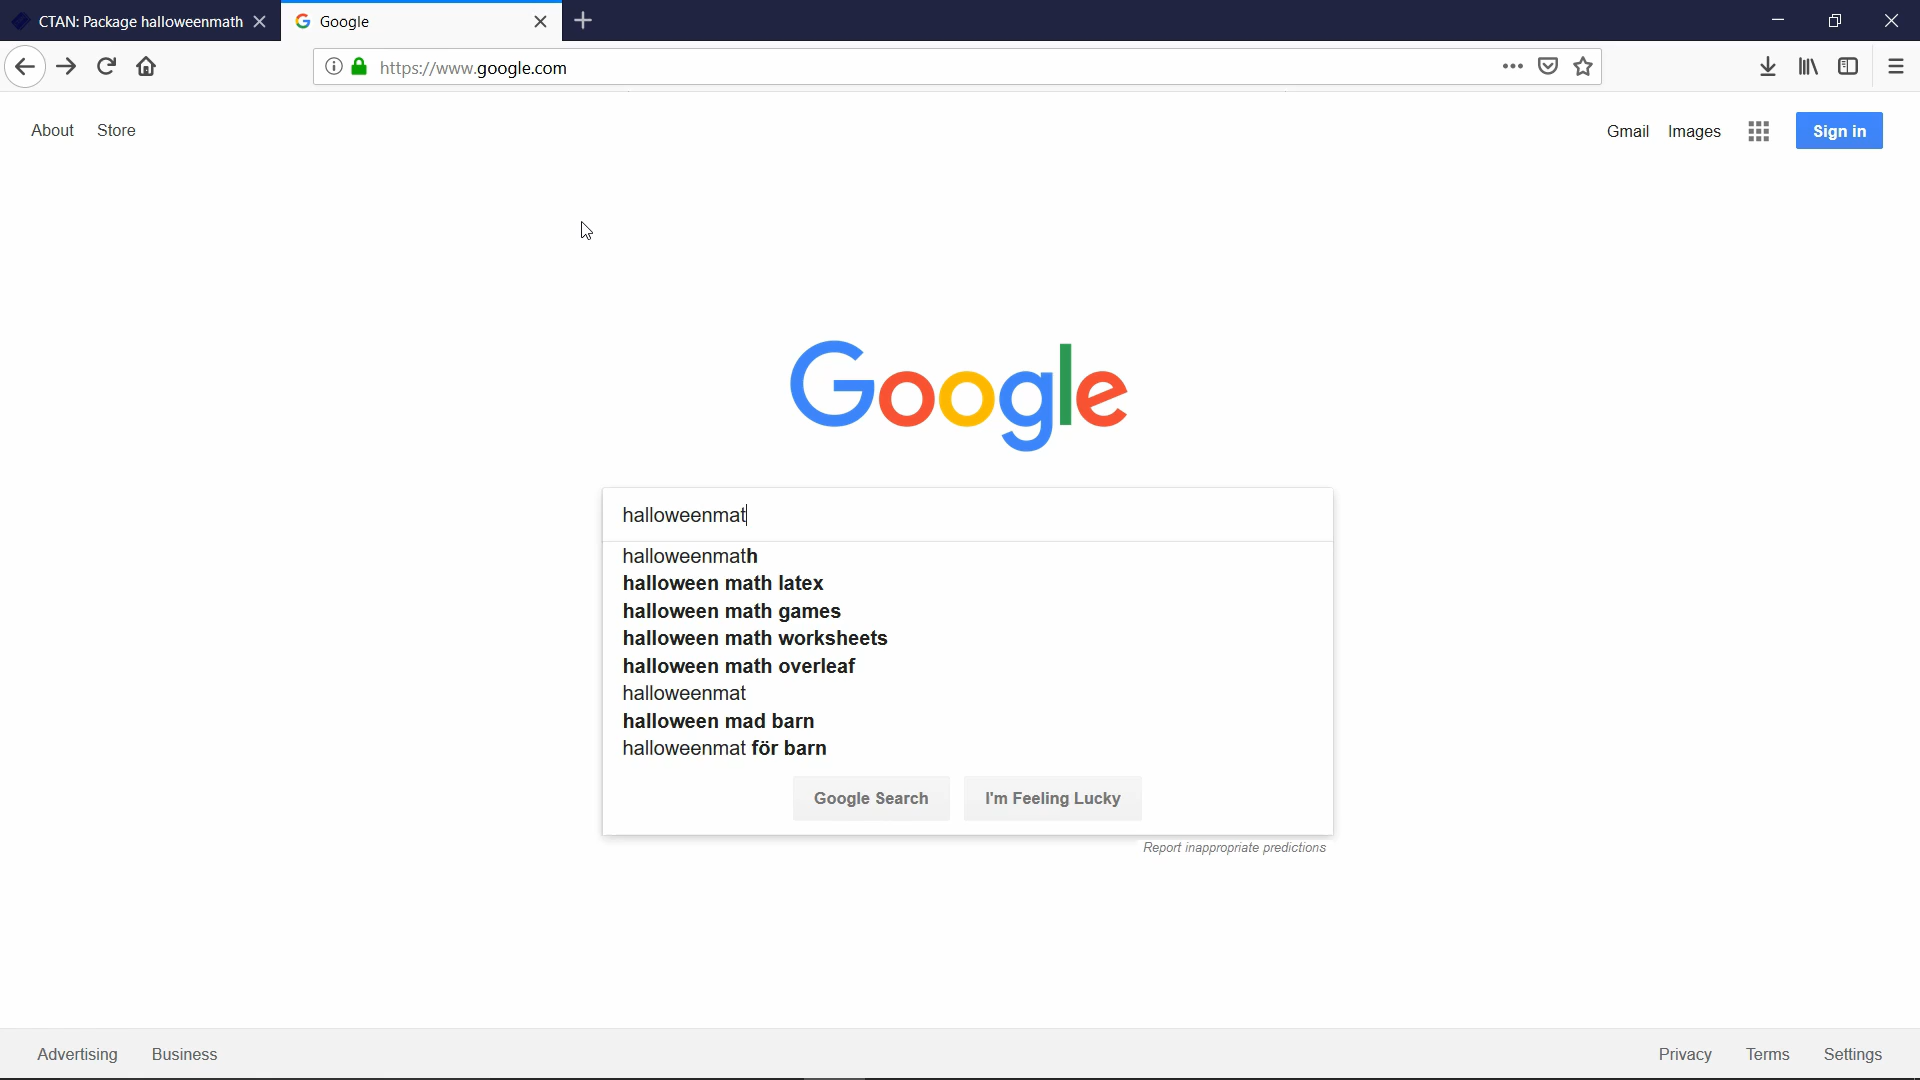 CTAN: Package halloweenmath
Google
https://www.google.com
About Store
Gmail Images Sign in
Google
halloweenmat
halloweenmath
halloween math latex
halloween math games
halloween math worksheets
halloween math overleaf
halloweenmat
halloween mad barn
halloweenmat för barn
Google Search I'm Feeling Lucky
Report inappropriate predictions
Advertising Business
Privacy Terms Settings